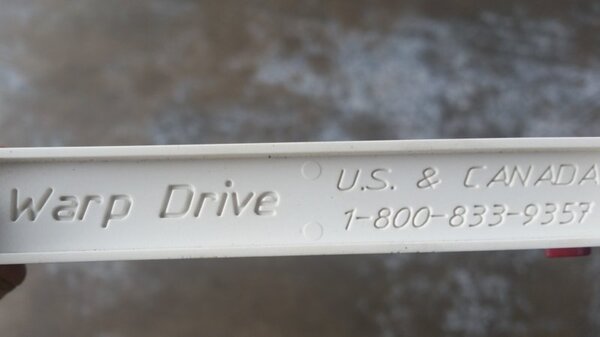 Warp Drive
U.S. & CANADA
1-800-833-9357